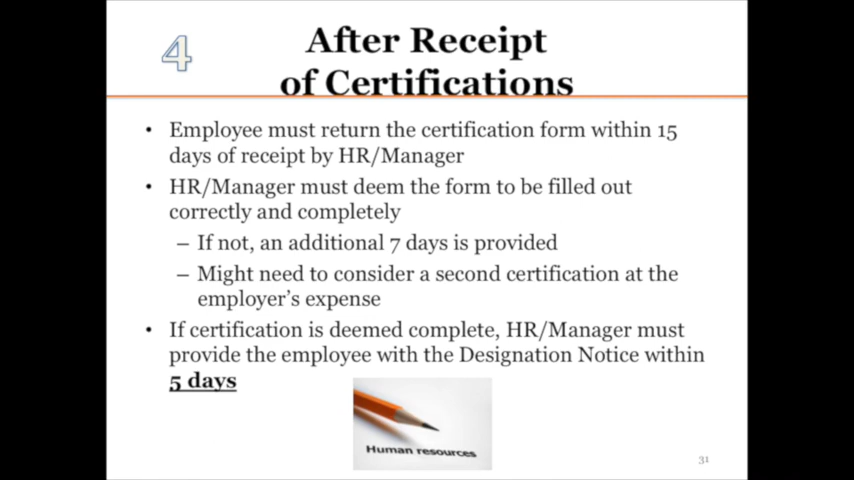 4
After Receipt
of Certifications
• Employee must return the certification form within 15
days of receipt by HR/Manager
• HR/Manager must deem the form to be filled out
correctly and completely
– If not, an additional 7 days is provided
– Might need to consider a second certification at the
employer's expense
• If certification is deemed complete, HR/Manager must
provide the employee with the Designation Notice within
5 days
Human resources
31